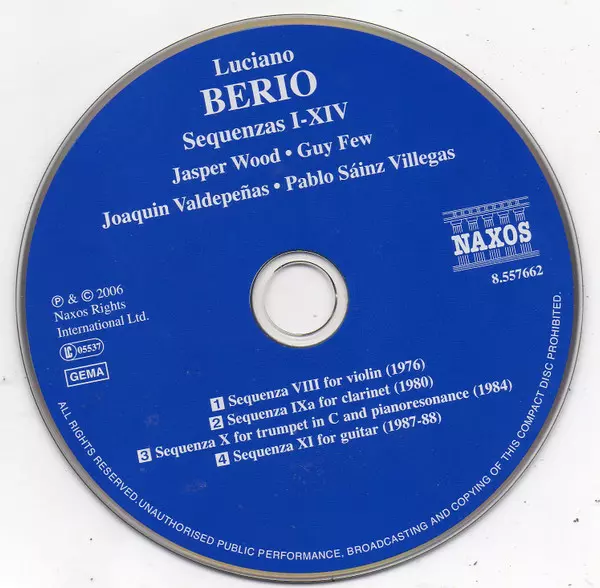 Luciano
BERIO
Sequenzas I-XIV
Jasper Wood • Guy Few
Joaquin Valdepeñas • Pablo Sáinz Villegas
NAXOS
8.557662
℗ & © 2006
Naxos Rights
International Ltd.
LC 05537
GEMA
1 Sequenza VIII for violin (1976)
2 Sequenza IXa for clarinet (1980)
3 Sequenza X for trumpet in C and pianoresonance (1984)
4 Sequenza XI for guitar (1987-88)
ALL RIGHTS RESERVED.UNAUTHORISED PUBLIC PERFORMANCE, BROADCASTING AND COPYING OF THIS COMPACT DISC PROHIBITED.